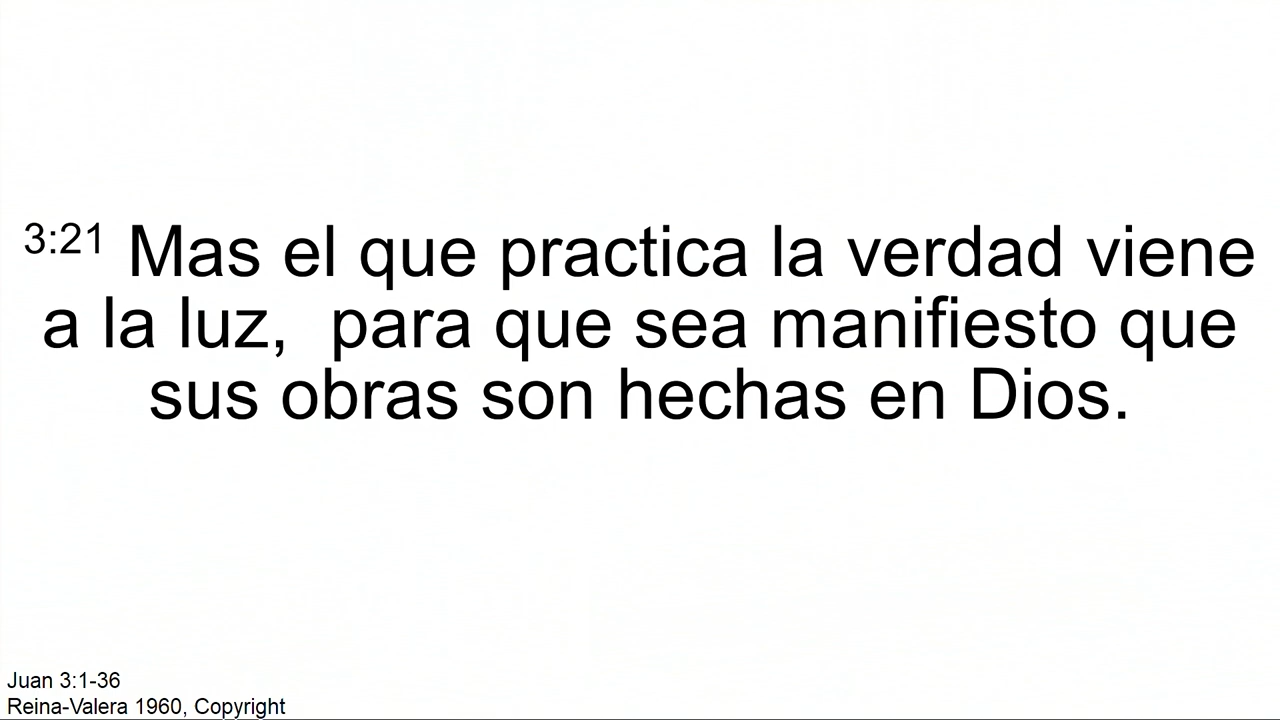 3:21 Mas el que practica la verdad viene
a la luz,  para que sea manifiesto que
sus obras son hechas en Dios.
Juan 3:1-36
Reina-Valera 1960, Copyright